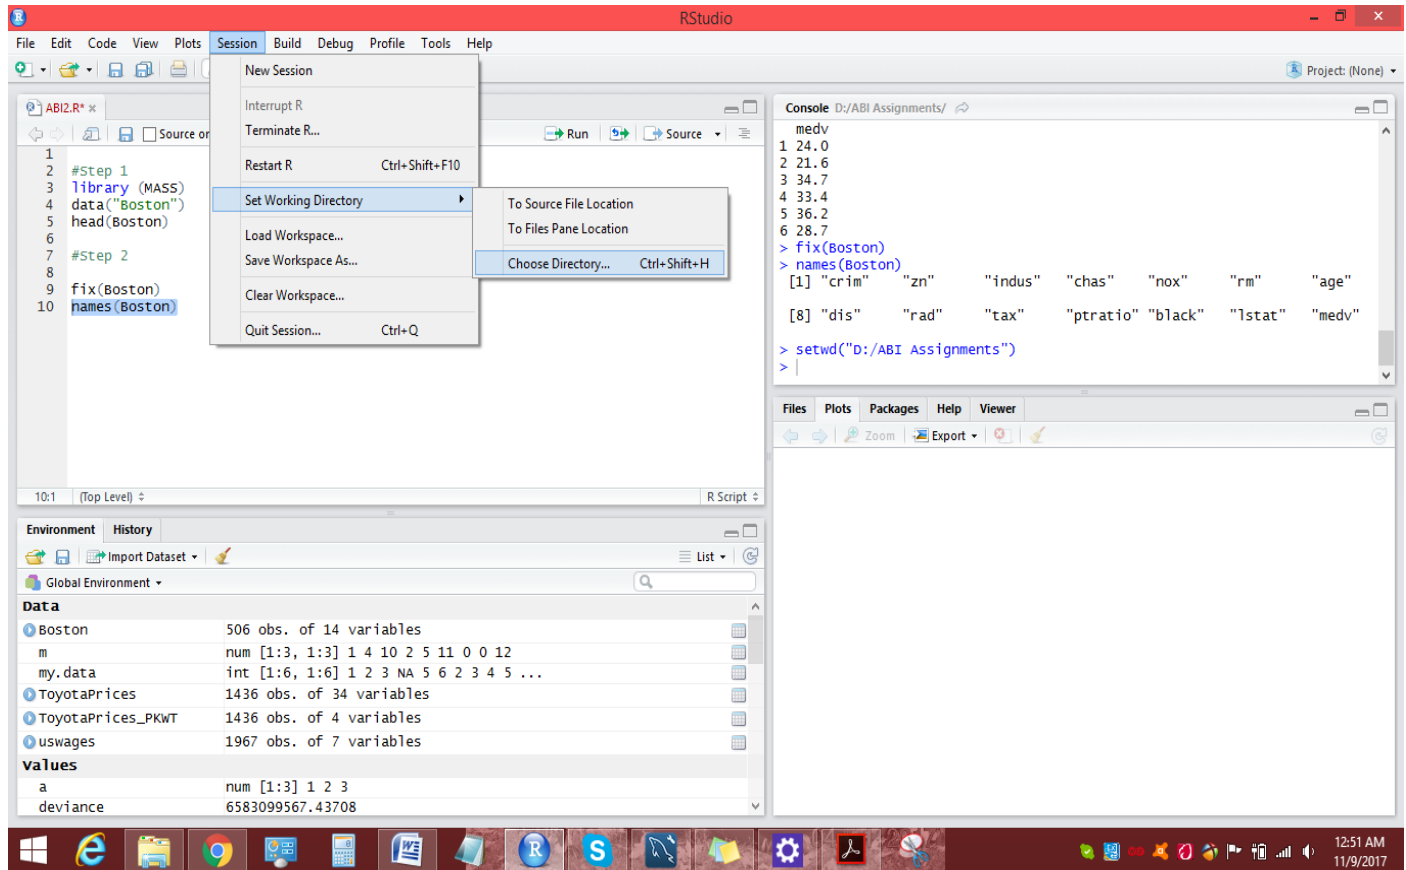 RStudio
File Edit Code View Plots Session Build Debug Profile Tools Help
Project: (None)
New Session
Interrupt R
Terminate R...
Restart R Ctrl+Shift+F10
Set Working Directory
Load Workspace...
Save Workspace As...
Clear Workspace...
Quit Session... Ctrl+Q
To Source File Location
To Files Pane Location
Choose Directory... Ctrl+Shift+H
ABI2.R*
Source or
Run Source
1
2 #Step 1
3 library (MASS)
4 data("Boston")
5 head(Boston)
6
7 #Step 2
8
9 fix(Boston)
10 names(Boston)
10:1 (Top Level) R Script
Console D:/ABI Assignments/
medv
1 24.0
2 21.6
3 34.7
4 33.4
5 36.2
6 28.7
> fix(Boston)
> names(Boston)
[1] "crim" "zn" "indus" "chas" "nox" "rm" "age"
[8] "dis" "rad" "tax" "ptratio" "black" "lstat" "medv"
> setwd("D:/ABI Assignments")
>
Files Plots Packages Help Viewer
Zoom Export
Environment History
Import Dataset List
Global Environment
Data
Boston 506 obs. of 14 variables
m num [1:3, 1:3] 1 4 10 2 5 11 0 0 12
my.data int [1:6, 1:6] 1 2 3 NA 5 6 2 3 4 5 ...
ToyotaPrices 1436 obs. of 34 variables
ToyotaPrices_PKWT 1436 obs. of 4 variables
uswages 1967 obs. of 7 variables
Values
a num [1:3] 1 2 3
deviance 6583099567.43708
12:51 AM
11/9/2017